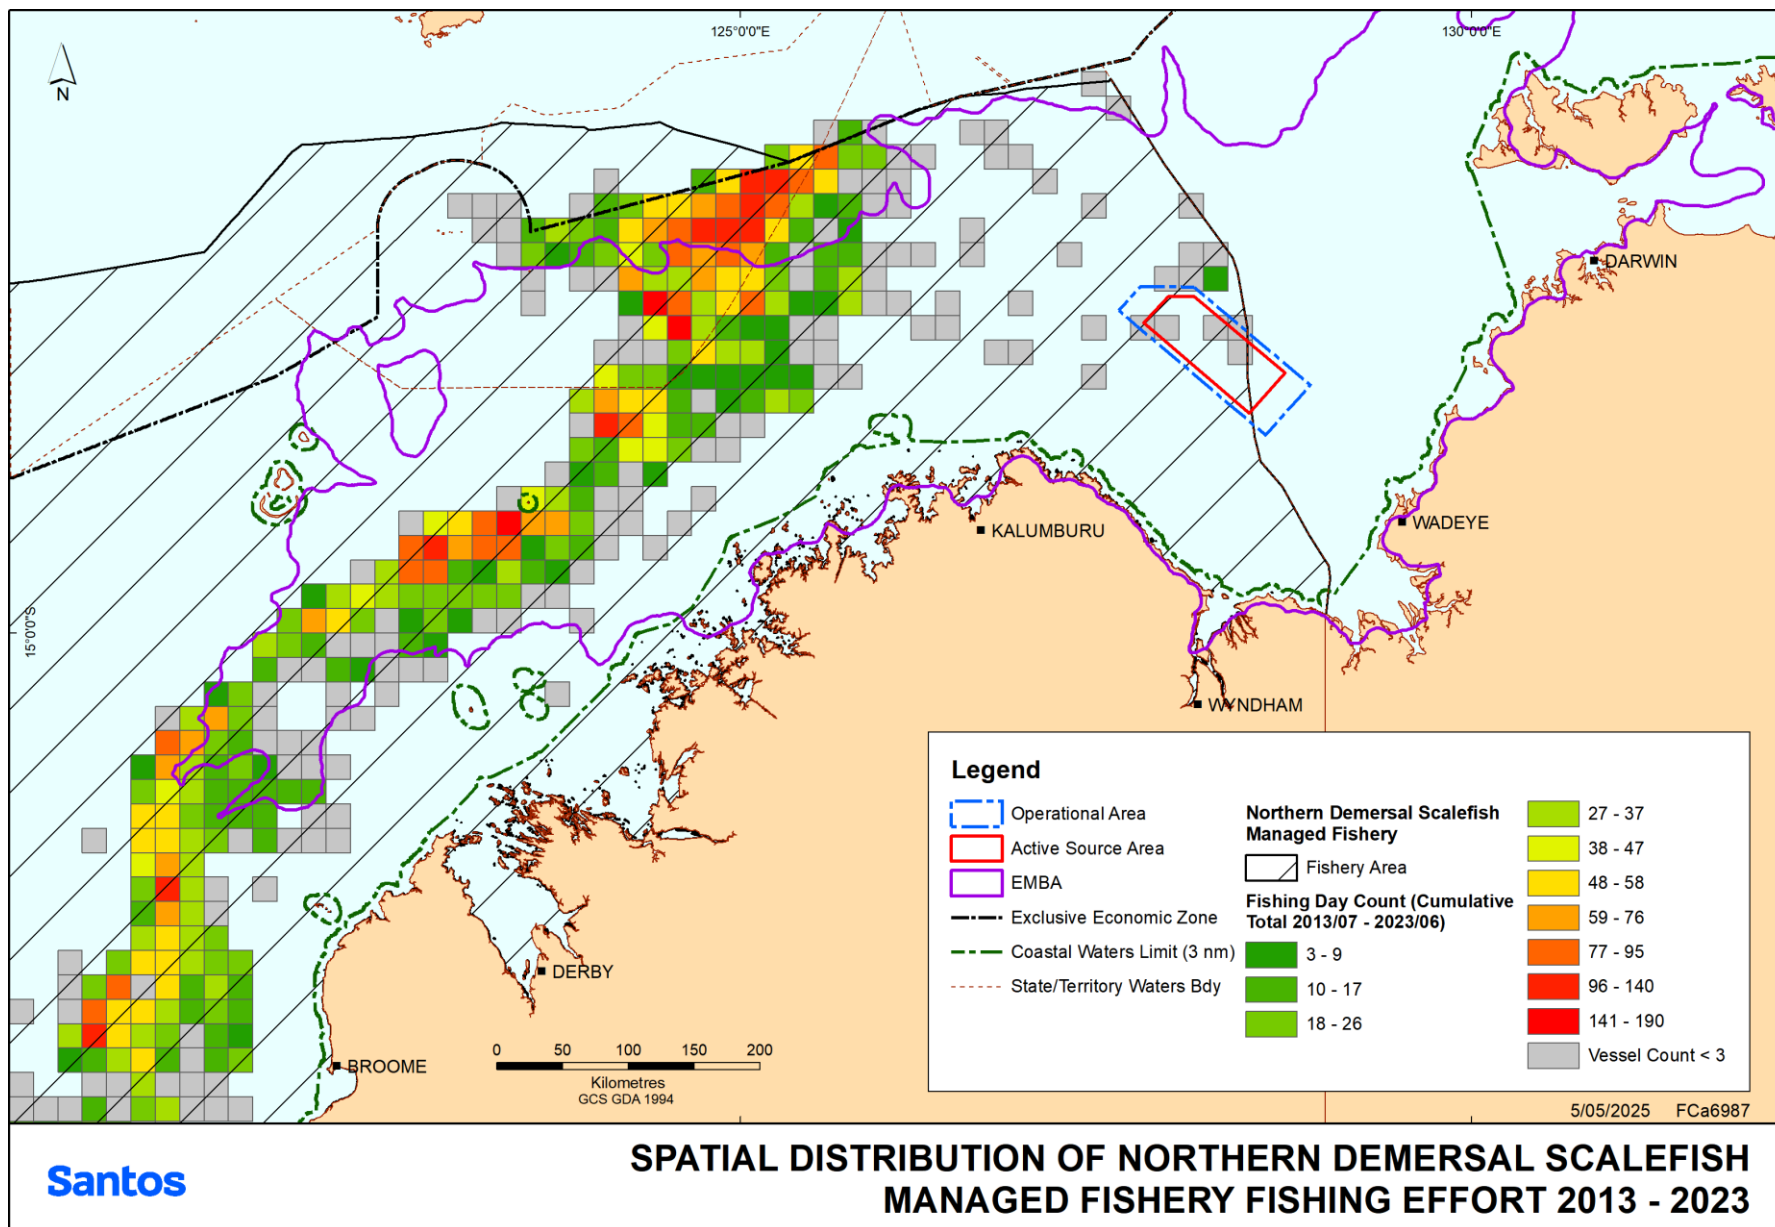 125°0'0"E
130°0'0"E
N
DARWIN
WADEYE
KALUMBURU
15°0'0"S
WYNDHAM
DERBY
BROOME
0 50 100 150 200
Kilometres
GCS GDA 1994
Legend
Operational Area
Active Source Area
EMBA
Exclusive Economic Zone
Coastal Waters Limit (3 nm)
State/Territory Waters Bdy
Northern Demersal Scalefish
Managed Fishery
Fishery Area
Fishing Day Count (Cumulative
Total 2013/07 - 2023/06)
3 - 9
10 - 17
18 - 26
27 - 37
38 - 47
48 - 58
59 - 76
77 - 95
96 - 140
141 - 190
Vessel Count < 3
5/05/2025 FCa6987
Santos
SPATIAL DISTRIBUTION OF NORTHERN DEMERSAL SCALEFISH
MANAGED FISHERY FISHING EFFORT 2013 - 2023